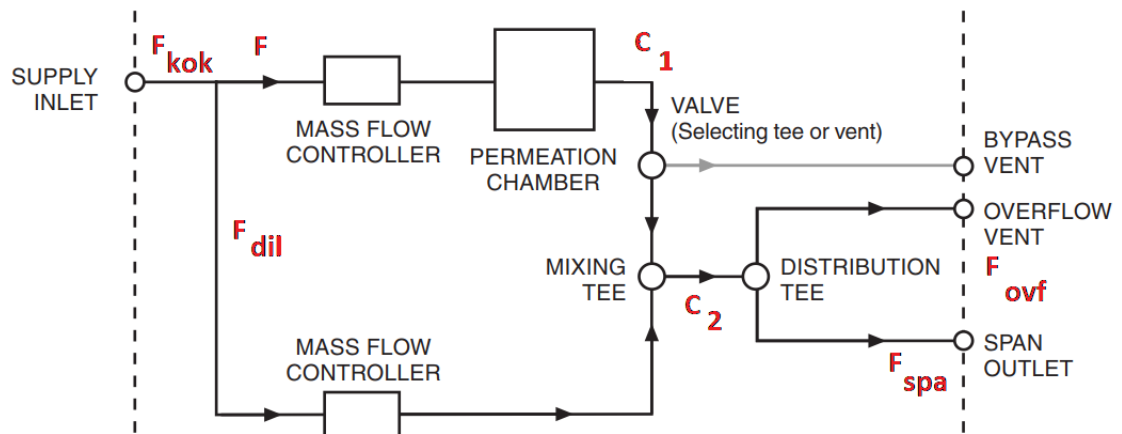 F kok
F
C 1
SUPPLY
INLET
MASS FLOW
CONTROLLER
PERMEATION
CHAMBER
VALVE
(Selecting tee or vent)
BYPASS
VENT
F dil
OVERFLOW
VENT
MIXING
TEE
DISTRIBUTION
TEE
F ovf
C 2
MASS FLOW
CONTROLLER
F spa
SPAN
OUTLET